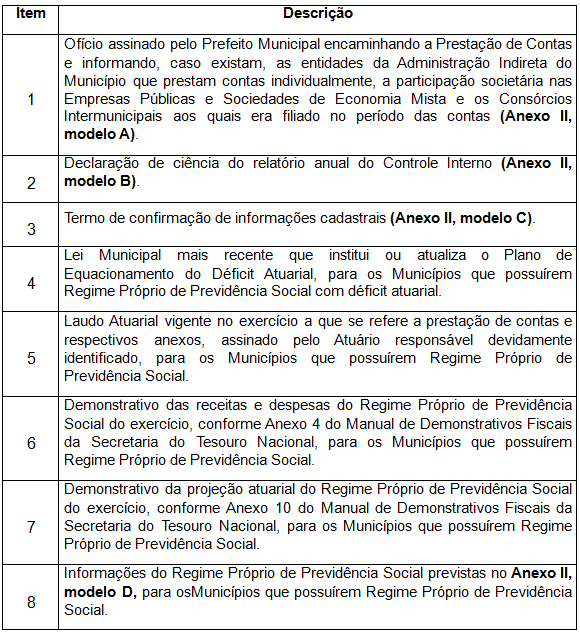 Item Descrição
Ofício assinado pelo Prefeito Municipal encaminhando a Prestação de Contas
e informando, caso existam, as entidades da Administração Indireta do
Município que prestam contas individualmente, a participação societária nas
1 Empresas Públicas e Sociedades de Economia Mista e os Consórcios
Intermunicipais aos quais era filiado no período das contas (Anexo II,
modelo A).
Declaração de ciência do relatório anual do Controle Interno (Anexo II,
2 modelo B).
3 Termo de confirmação de informações cadastrais (Anexo II, modelo C).
Lei Municipal mais recente que institui ou atualiza o Plano de
4 Equacionamento do Déficit Atuarial, para os Municípios que possuírem
Regime Próprio de Previdência Social com déficit atuarial.
Laudo Atuarial vigente no exercício a que se refere a prestação de contas e
respectivos anexos, assinado pelo Atuário responsável devidamente
5 identificado, para os Municípios que possuírem Regime Próprio de
Previdência Social.
Demonstrativo das receitas e despesas do Regime Próprio de Previdência
Social do exercício, conforme Anexo 4 do Manual de Demonstrativos Fiscais
6 da Secretaria do Tesouro Nacional, para os Municípios que possuírem
Regime Próprio de Previdência Social.
Demonstrativo da projeção atuarial do Regime Próprio de Previdência Social
do exercício, conforme Anexo 10 do Manual de Demonstrativos Fiscais da
7 Secretaria do Tesouro Nacional, para os Municípios que possuírem Regime
Próprio de Previdência Social.
Informações do Regime Próprio de Previdência Social previstas no Anexo II,
8 modelo D, para osMunicípios que possuírem Regime Próprio de Previdência
Social.